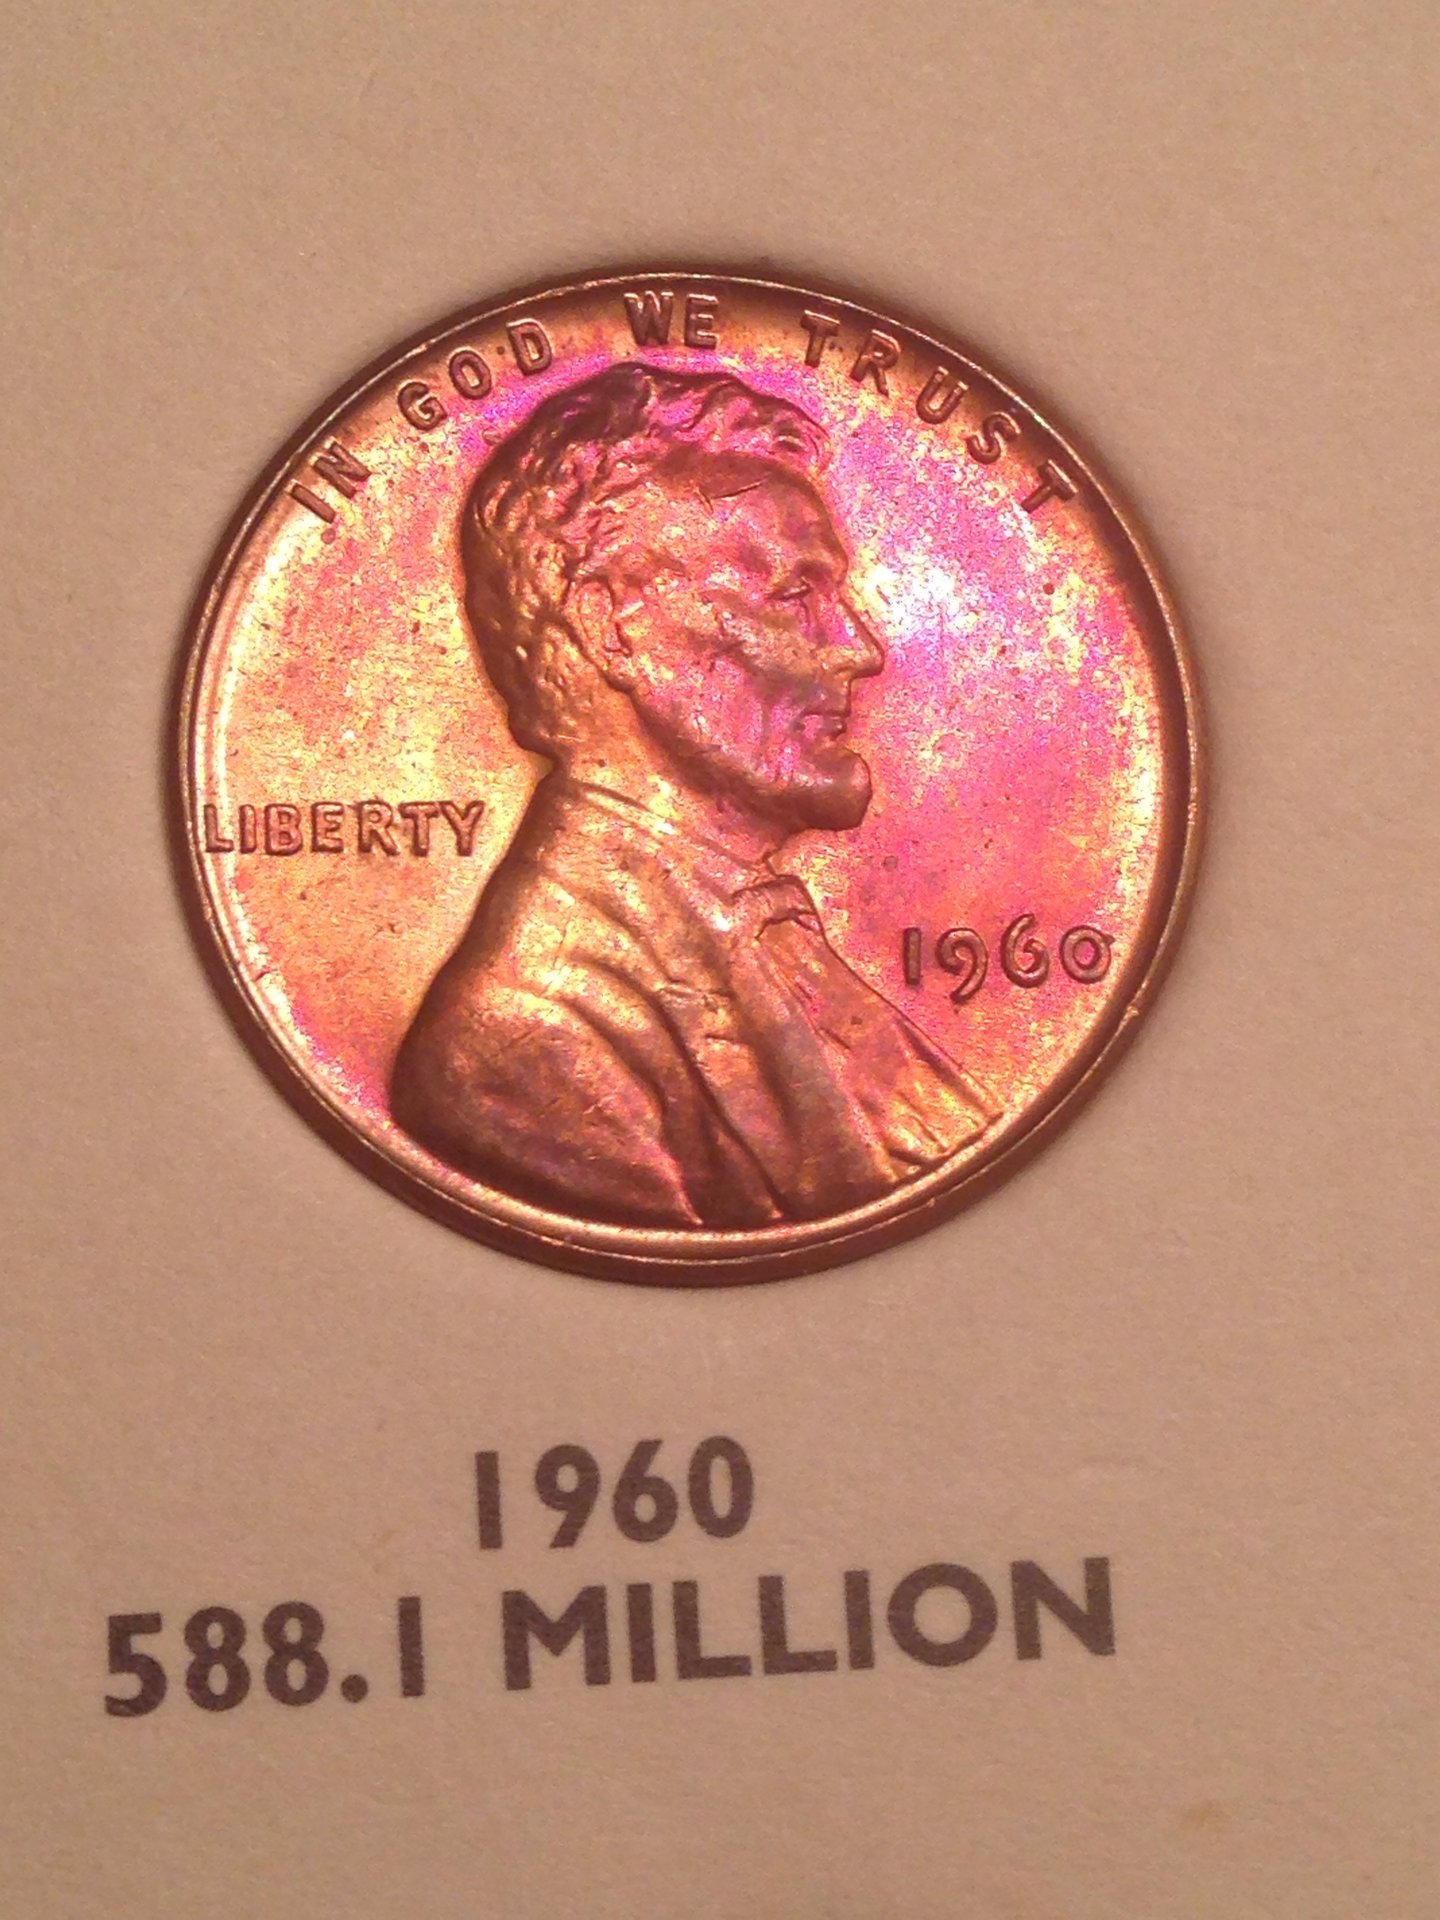 IN GOD WE TRUST
LIBERTY
1960
1960
588.1 MILLION